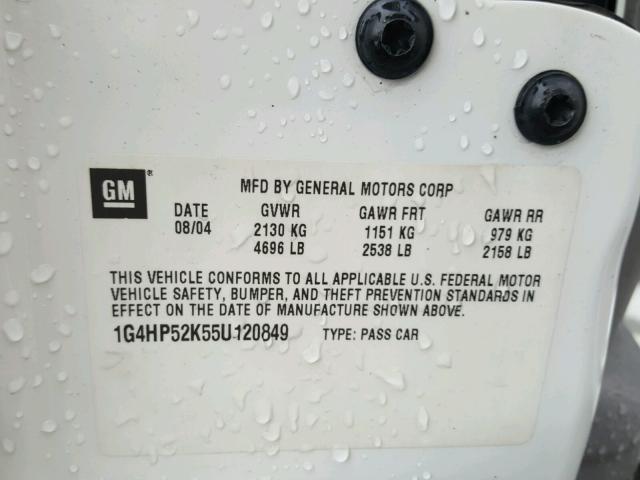 GM ®
MFD BY GENERAL MOTORS CORP
DATE GVWR GAWR FRT GAWR RR
08/04 2130 KG 1151 KG 979 KG
4696 LB 2538 LB 2158 LB
THIS VEHICLE CONFORMS TO ALL APPLICABLE U.S. FEDERAL MOTOR
VEHICLE SAFETY, BUMPER, AND THEFT PREVENTION STANDARDS IN
EFFECT ON THE DATE OF MANUFACTURE SHOWN ABOVE.
1G4HP52K55U120849 TYPE: PASS CAR